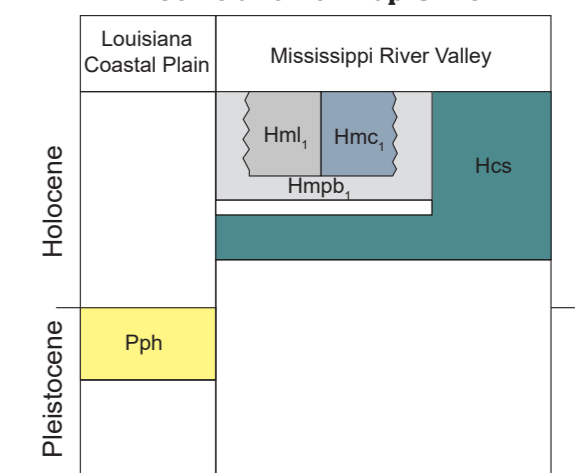 Louisiana
Coastal Plain
Mississippi River Valley
Holocene
Hml₁
Hmc₁
Hcs
Hmpb₁
Pleistocene
Pph